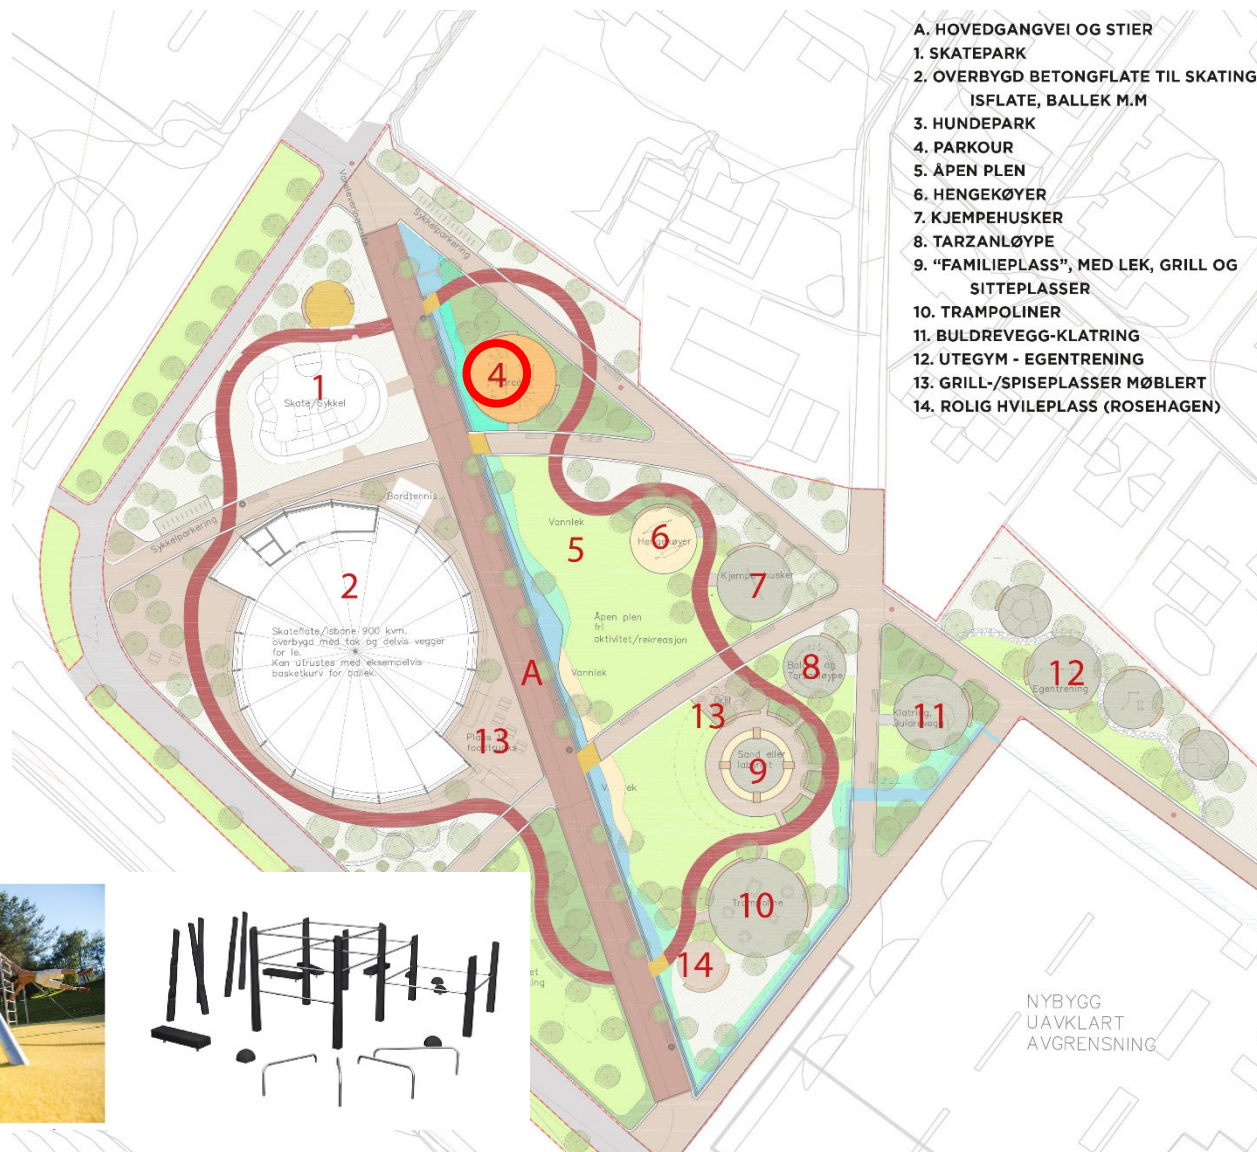 A. HOVEDGANGVEI OG STIER
1. SKATEPARK
2. OVERBYGD BETONGFLATE TIL SKATING
ISFLATE, BALLEK M.M
3. HUNDEPARK
4. PARKOUR
5. ÅPEN PLEN
6. HENGEKØYER
7. KJEMPEHUSKER
8. TARZANLØYPE
9. “FAMILIEPLASS”, MED LEK, GRILL OG
SITTEPLASSER
10. TRAMPOLINER
11. BULDREVEGG-KLATRING
12. UTEGYM - EGENTRENING
13. GRILL-/SPISEPLASSER MØBLERT
14. ROLIG HVILEPLASS (ROSEHAGEN)
Sykkelparkering
4
1
Skate/Sykkel
Bordtennis
Sykkelparkering
Vannlek
5
6
Hengekøyer
7
2
Åpen plen
fri
aktivitet/rekreasjon
Skateflate/isbane 900 kvm.
overbygd med tak og delvis vegger
for le.
Kan utrustes med eksempelvis
basketkurv for ballek.
Vannlek
A
8
12
Egentrening
13
11
Klatring,
Buldrevegg
13
Sand eller
9
10
14
NYBYGG
UAVKLART
AVGRENSNING